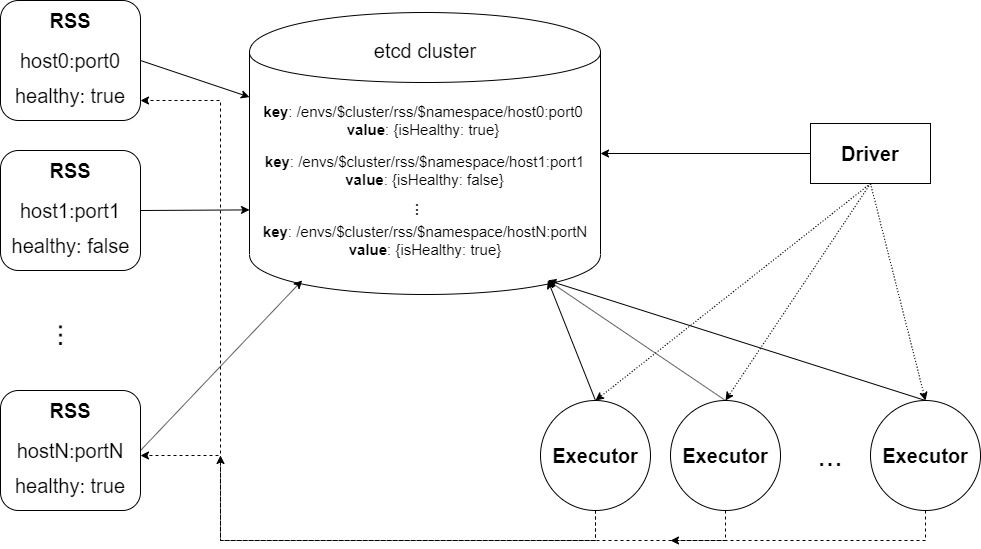 RSS
host0:port0
healthy: true
RSS
host1:port1
healthy: false
⋮
RSS
hostN:portN
healthy: true
etcd cluster
key: /envs/$cluster/rss/$namespace/host0:port0
value: {isHealthy: true}
key: /envs/$cluster/rss/$namespace/host1:port1
value: {isHealthy: false}
⋮
key: /envs/$cluster/rss/$namespace/hostN:portN
value: {isHealthy: true}
Driver
Executor
Executor
...
Executor